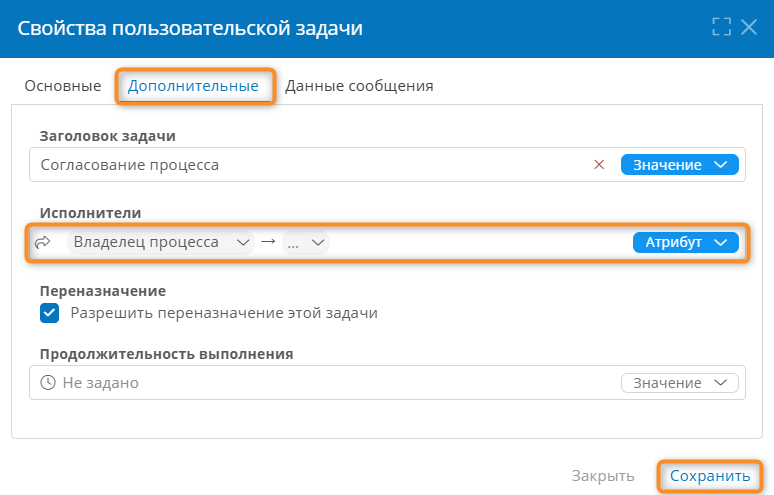 Свойства пользовательской задачи
Основные Дополнительные Данные сообщения
Заголовок задачи
Согласование процесса Значение
Исполнители
Владелец процесса → ... Атрибут
Переназначение
Разрешить переназначение этой задачи
Продолжительность выполнения
Не задано Значение
Закрыть Сохранить